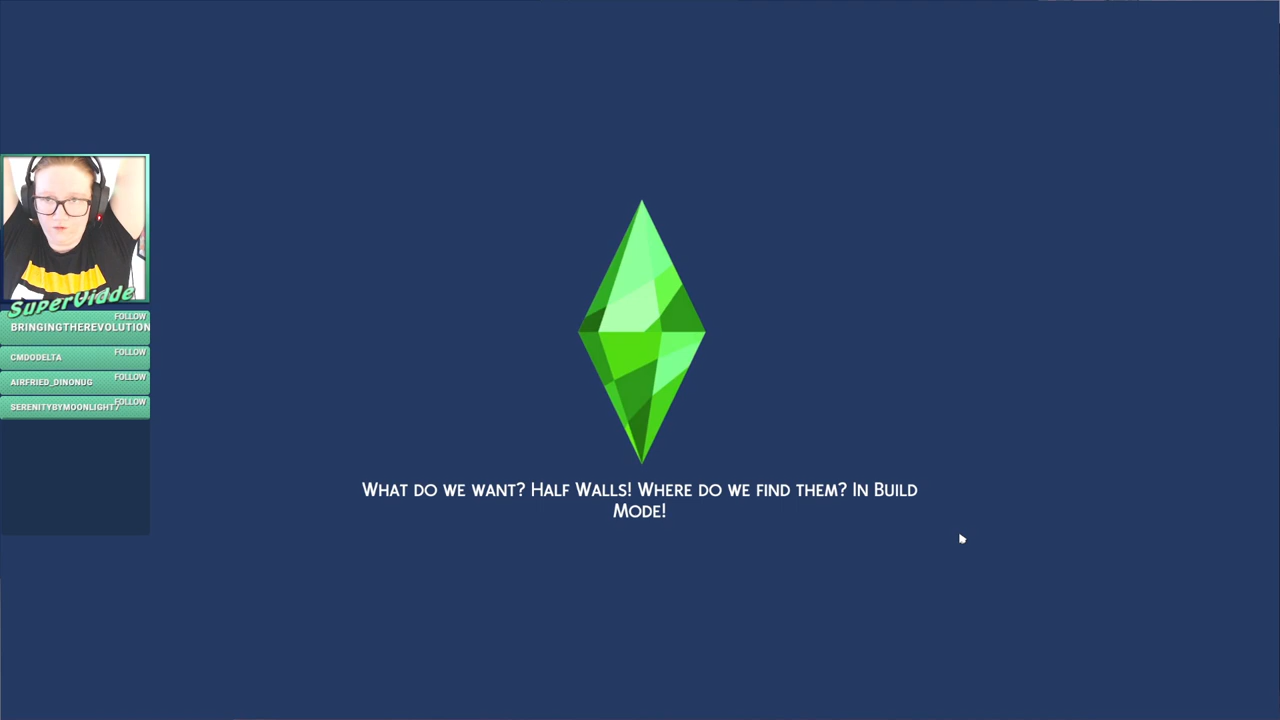 SuperVidde
FOLLOW
BRINGINGTHEREVOLUTION
FOLLOW
CMDODELTA
FOLLOW
AIRFRIED_DINONUG
FOLLOW
SERENITYBYMOONLIGHT7
What do we want? Half Walls! Where do we find them? In Build
Mode!